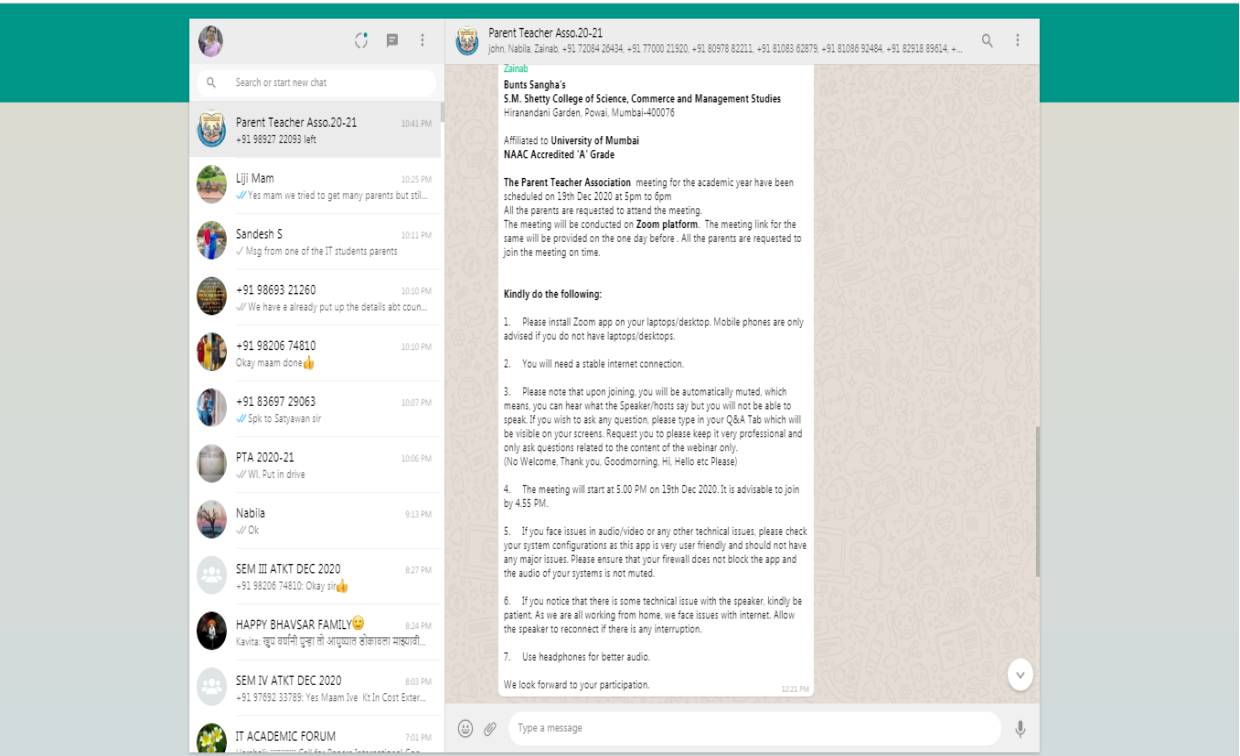 Search or start new chat
Parent Teacher Asso.20-21 10:41 PM
+91 98927 22093 left
Liji Mam 10:25 PM
Yes mam we tried to get many parents but stil...
Sandesh S 10:11 PM
Msg from one of the IT students parents
+91 98693 21260 10:10 PM
We have e already put up the details abt coun...
+91 98206 74810 10:10 PM
Okay maam done👍
+91 83697 29063 10:07 PM
Spk to Satyawan sir
PTA 2020-21 10:06 PM
WI. Put in drive
Nabila 9:13 PM
Ok
SEM III ATKT DEC 2020 8:27 PM
+91 98206 74810: Okay sir👍
HAPPY BHAVSAR FAMILY🙂 8:24 PM
Kavita: खुप वर्षानी पुन्हा तो आयुष्यात डोकावला माझ्यावी...
SEM IV ATKT DEC 2020 8:03 PM
+91 97692 33789: Yes Maam Ive Kt In Cost Exter...
IT ACADEMIC FORUM 7:01 PM
Parent Teacher Asso.20-21
john, Nabila, Zainab, +91 72084 26434, +91 77000 21920, +91 80978 82211, +91 81083 62879, +91 81086 92484, +91 82918 89614, +...
Zainab
Bunts Sangha's
S.M. Shetty College of Science, Commerce and Management Studies
Hiranandani Garden, Powai, Mumbai-400076
Affiliated to University of Mumbai
NAAC Accredited 'A' Grade
The Parent Teacher Association meeting for the academic year have been
scheduled on 19th Dec 2020 at 5pm to 6pm
All the parents are requested to attend the meeting.
The meeting will be conducted on Zoom platform. The meeting link for the
same will be provided on the one day before . All the parents are requested to
join the meeting on time.
Kindly do the following:
1. Please install Zoom app on your laptops/desktop. Mobile phones are only
advised if you do not have laptops/desktops.
2. You will need a stable internet connection.
3. Please note that upon joining, you will be automatically muted, which
means, you can hear what the Speaker/hosts say but you will not be able to
speak. If you wish to ask any question, please type in your Q&A Tab which will
be visible on your screens. Request you to please keep it very professional and
only ask questions related to the content of the webinar only.
(No Welcome, Thank you, Goodmorning, Hi, Hello etc Please)
4. The meeting will start at 5.00 PM on 19th Dec 2020. It is advisable to join
by 4.55 PM.
5. If you face issues in audio/video or any other technical issues, please check
your system configurations as this app is very user friendly and should not have
any major issues. Please ensure that your firewall does not block the app and
the audio of your systems is not muted.
6. If you notice that there is some technical issue with the speaker, kindly be
patient. As we are all working from home, we face issues with internet. Allow
the speaker to reconnect if there is any interruption.
7. Use headphones for better audio.
We look forward to your participation.
12:21 PM
Type a message